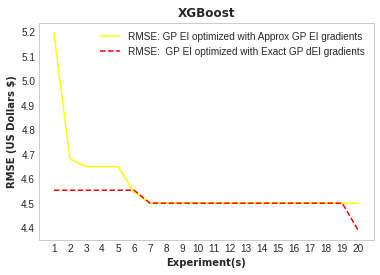 XGBoost
RMSE: GP EI optimized with Approx GP EI gradients
RMSE:  GP EI optimized with Exact GP dEI gradients
RMSE (US Dollars $)
5.2
5.1
5.0
4.9
4.8
4.7
4.6
4.5
4.4
1 2 3 4 5 6 7 8 9 10 11 12 13 14 15 16 17 18 19 20
Experiment(s)